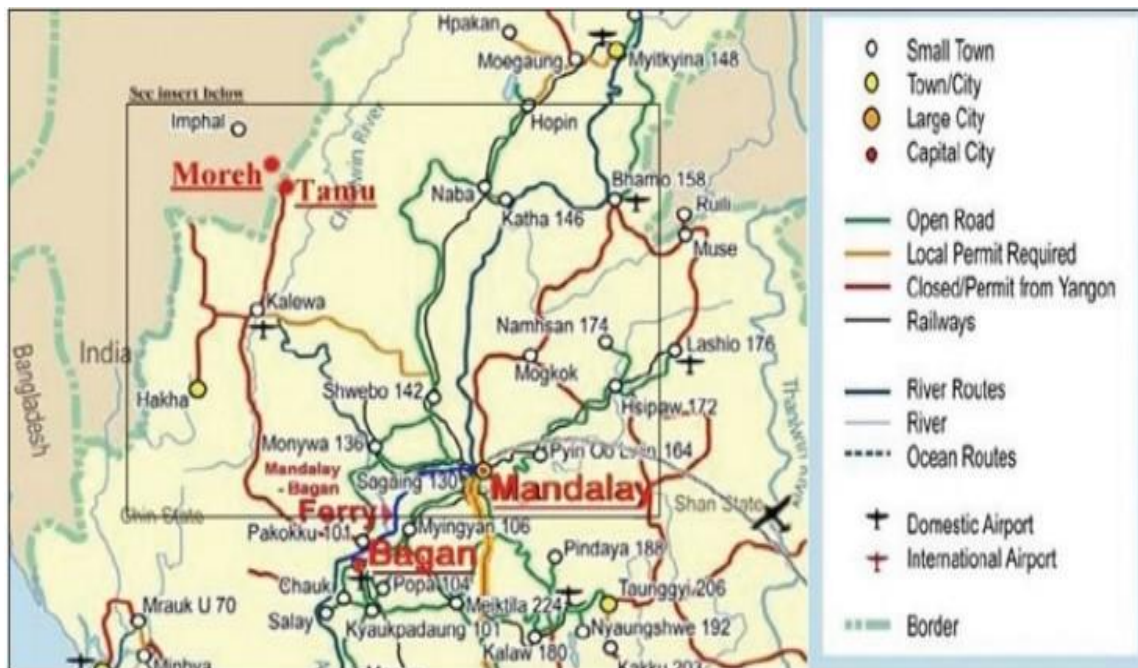 Hpakan
Moegaung
Myitkyina 148
See insert below
Imphal
Hopin
Chindwin River
Moreh
Tamu
Naba
Katha 146
Bhamo 158
Ruili
Muse
Kalewa
Namhsan 174
Lashio 176
Mogkok
India
Bangladesh
Hakha
Shwebo 142
Hsipaw 172
Thanlwin River
Monywa 136
Pyin Oo Lwin 164
Mandalay
- Bagan
Ferry
Sagaing 130
Mandalay
Shan State
Chin State
Pakokku 101
Myingyan 106
Bagan
Pindaya 188
Chauk
Popa 104
Taunggyi 206
Mrauk U 70
Salay
Meiktila 224
Kyaukpadaung 101
Nyaungshwe 192
Kalaw 180
Minbya
Kakku 203
Small Town
Town/City
Large City
Capital City
Open Road
Local Permit Required
Closed/Permit from Yangon
Railways
River Routes
River
Ocean Routes
Domestic Airport
International Airport
Border